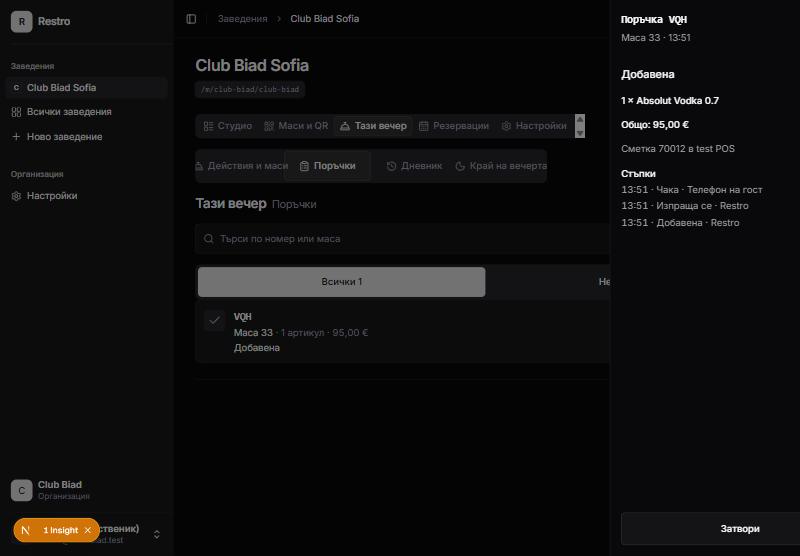 R Restro
Заведения
C Club Biad Sofia
Всички заведения
Ново заведение
Организация
Настройки
C Club Biad
Организация
N 1 Insight ×
ственик)
ad.test
Заведения > Club Biad Sofia
Club Biad Sofia
/m/club-biad/club-biad
Студио Маси и QR Тази вечер Резервации Настройки
Действия и маси Поръчки Дневник Край на вечерта
Тази вечер Поръчки
Търси по номер или маса
Всички 1 Не
VQH
Маса 33 · 1 артикул · 95,00 €
Добавена
Поръчка VQH
Маса 33 · 13:51
Добавена
1 × Absolut Vodka 0.7
Общо: 95,00 €
Сметка 70012 в test POS
Стъпки
13:51 · Чака · Телефон на гост
13:51 · Изпраща се · Restro
13:51 · Добавена · Restro
Затвори